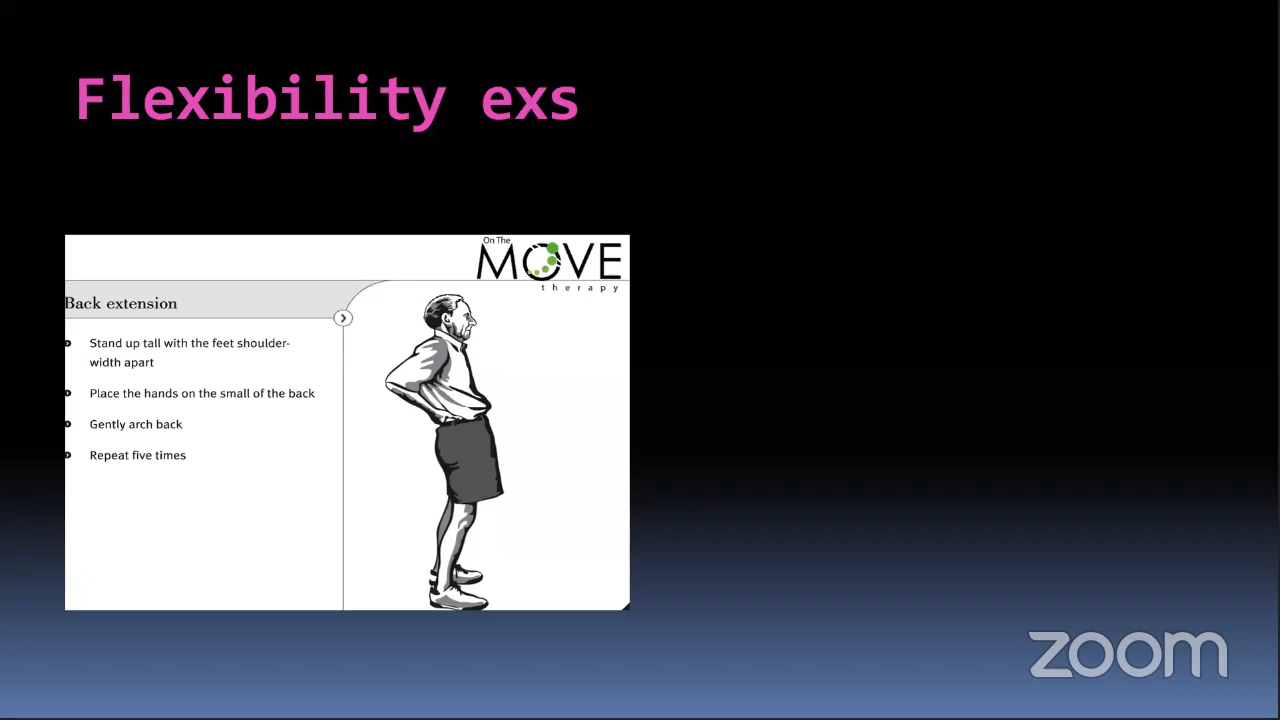 Flexibility exs
On The
MOVE
therapy
Back extension
Stand up tall with the feet shoulder-
width apart
Place the hands on the small of the back
Gently arch back
Repeat five times
zoom